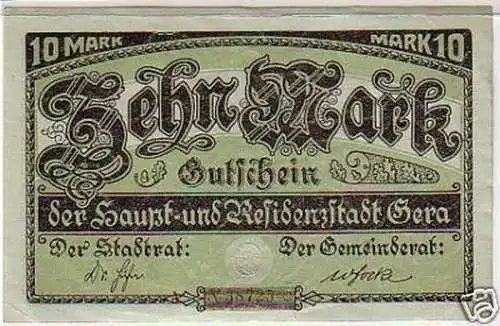 10 MARK MARK 10
Zehn Mark
Gutschein
der Haupt- und Residenzstadt Gera
Der Stadtrat: Der Gemeinderat: